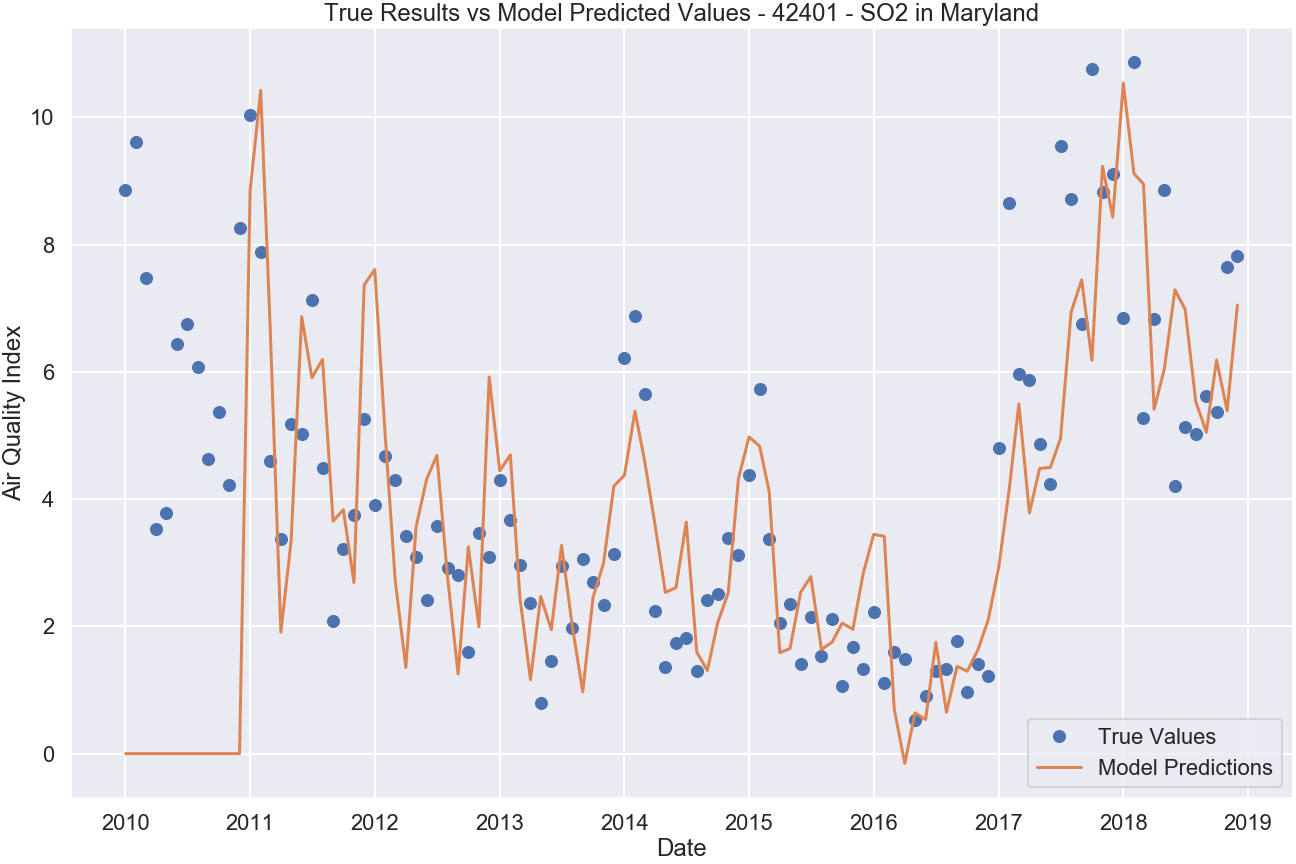 True Results vs Model Predicted Values - 42401 - SO2 in Maryland
10
8
6
4
2
0
Air Quality Index
True Values
Model Predictions
2010 2011 2012 2013 2014 2015 2016 2017 2018 2019
Date